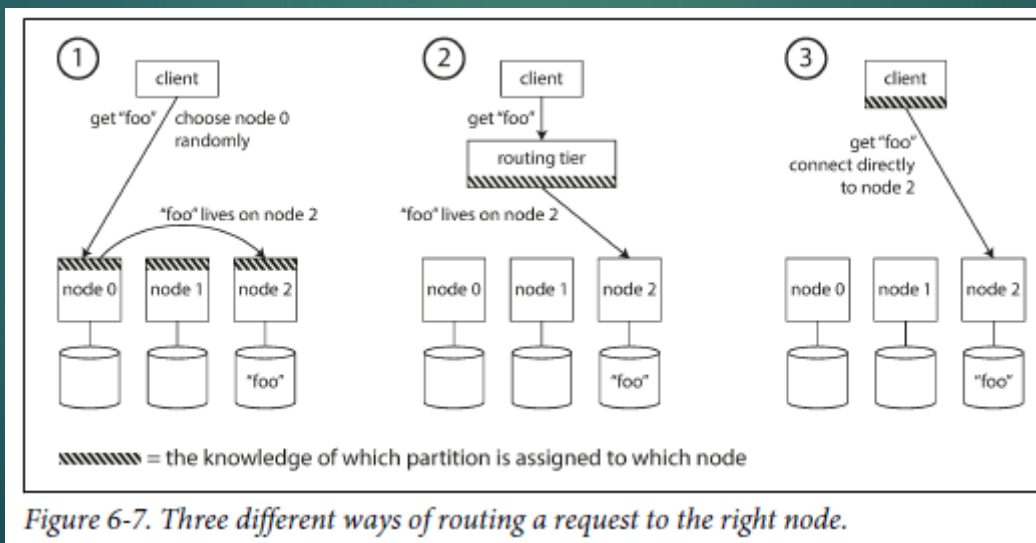 1
client
get "foo"
choose node 0
randomly
"foo" lives on node 2
node 0
node 1
node 2
"foo"
2
client
get "foo"
routing tier
"foo" lives on node 2
node 0
node 1
node 2
"foo"
3
client
get "foo"
connect directly
to node 2
node 0
node 1
node 2
"foo"
= the knowledge of which partition is assigned to which node
Figure 6-7. Three different ways of routing a request to the right node.